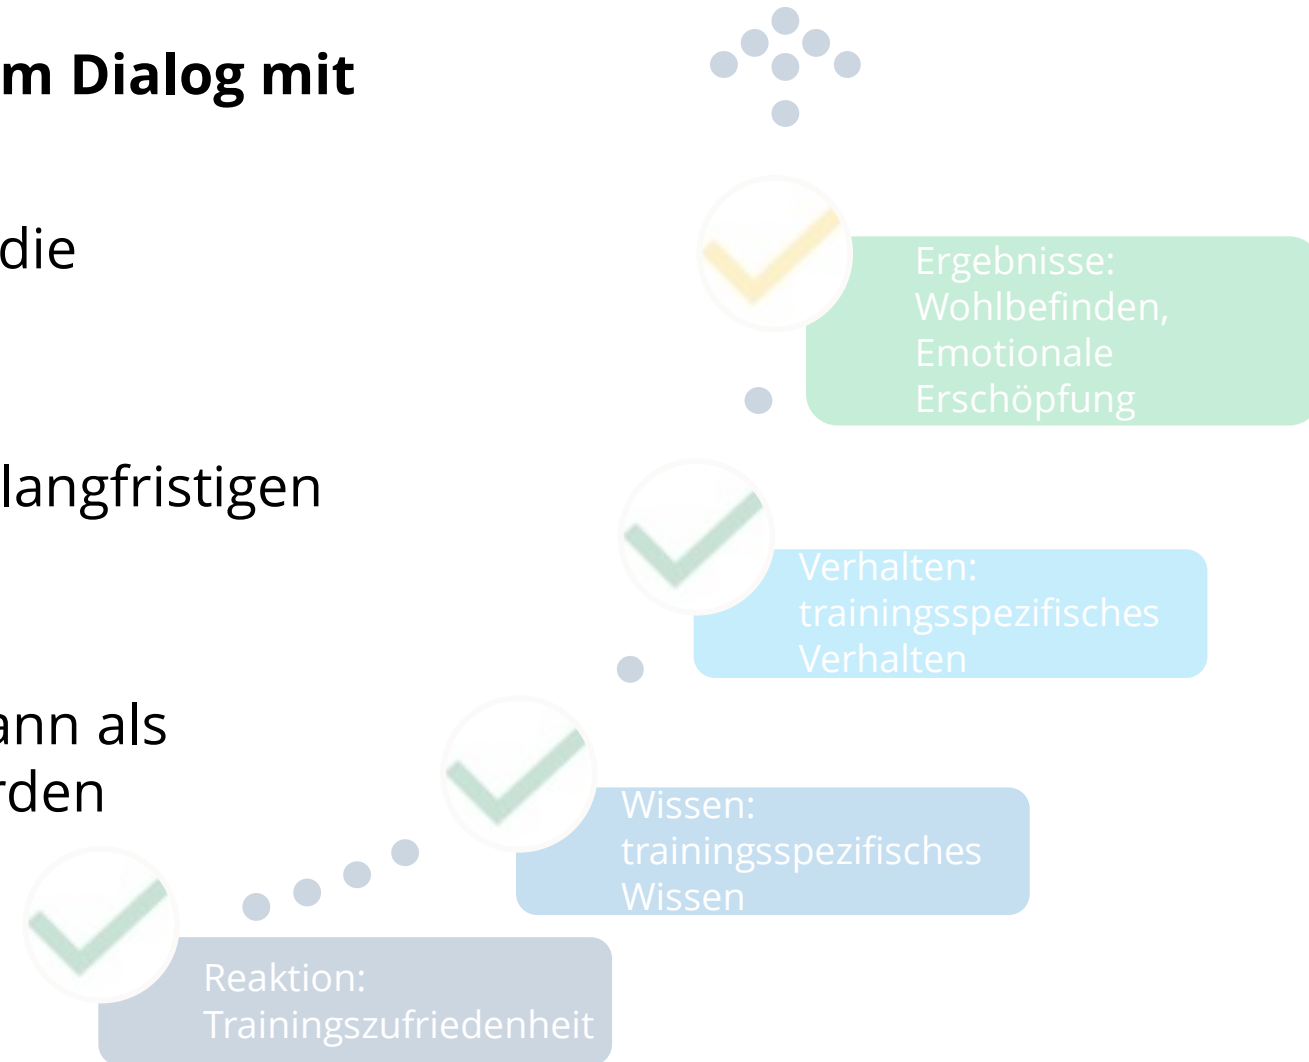 m Dialog mit
die
langfristigen
ann als
rden
Ergebnisse:
Wohlbefinden,
Emotionale
Erschöpfung
Verhalten:
trainingsspezifisches
Verhalten
Wissen:
trainingsspezifisches
Wissen
Reaktion:
Trainingszufriedenheit